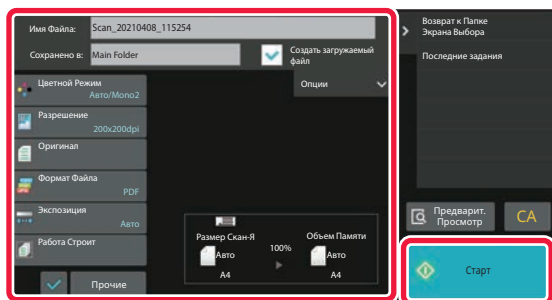 Имя Файла:
Scan_20210408_115254
Сохранено в:
Main Folder
Создать загружаемый
файл
Опции
Цветной Режим
Авто/Mono2
Разрешение
200x200dpi
Оригинал
Формат Файла
PDF
Экспозиция
Авто
Работа Строит
Прочие
Размер Скан-Я
100%
Объем Памяти
Авто
Авто
A4
A4
Возврат к Папке
Экрана Выбора
Последние задания
Предварит.
Просмотр
CA
Старт